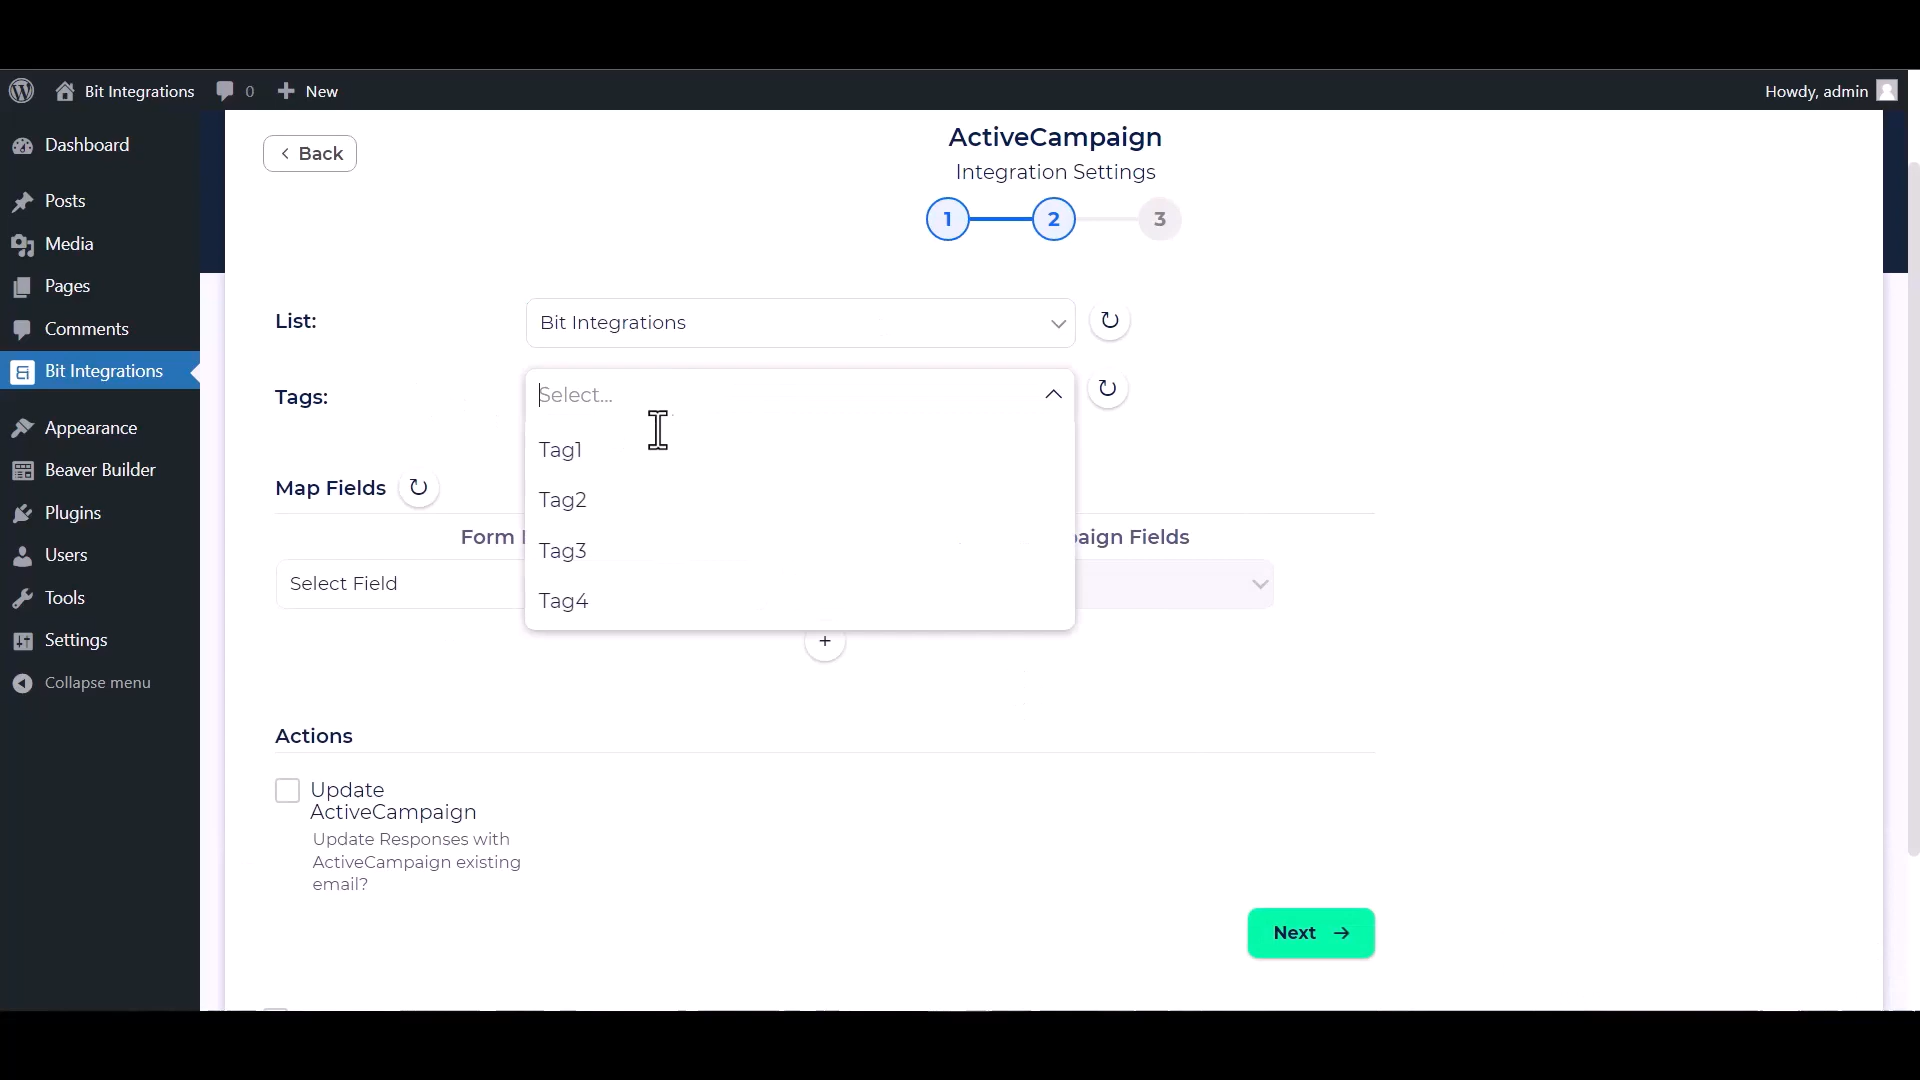 Bit Integrations
0
New
Howdy, admin
Dashboard
Posts
Media
Pages
Comments
Bit Integrations
Appearance
Beaver Builder
Plugins
Users
Tools
Settings
Collapse menu
Back
ActiveCampaign
Integration Settings
1 2 3
List:
Bit Integrations
Tags:
Select...
Tag1
Tag2
Tag3
Tag4
Map Fields
Form
aign Fields
Select Field
+
Actions
Update
ActiveCampaign
Update Responses with
ActiveCampaign existing
email?
Next